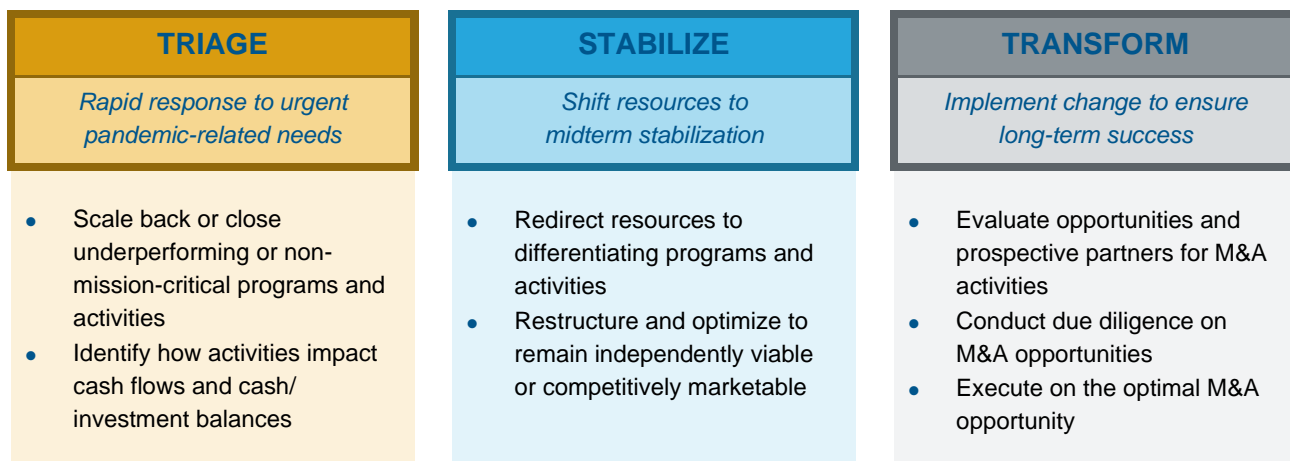 TRIAGE
Rapid response to urgent
pandemic-related needs
• Scale back or close
underperforming or non-
mission-critical programs and
activities
• Identify how activities impact
cash flows and cash/
investment balances
STABILIZE
Shift resources to
midterm stabilization
• Redirect resources to
differentiating programs and
activities
• Restructure and optimize to
remain independently viable
or competitively marketable
TRANSFORM
Implement change to ensure
long-term success
• Evaluate opportunities and
prospective partners for M&A
activities
• Conduct due diligence on
M&A opportunities
• Execute on the optimal M&A
opportunity